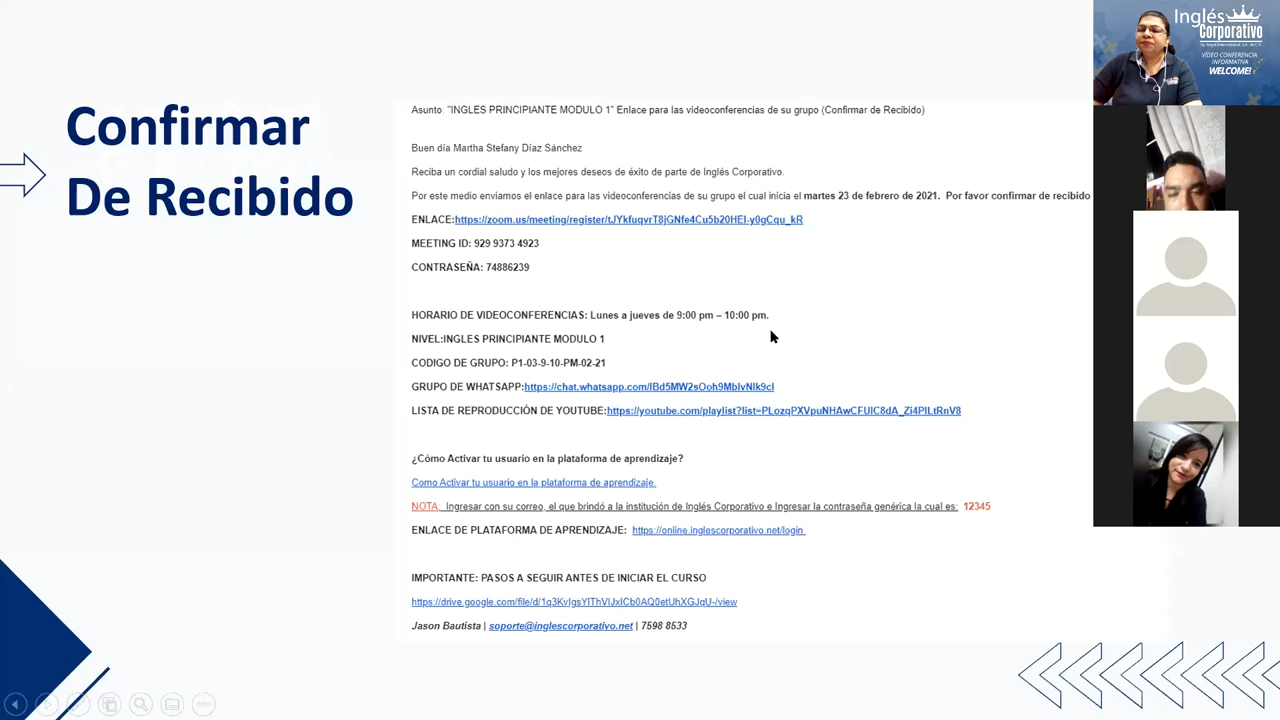 Confirmar
De Recibido
Asunto: "INGLES PRINCIPIANTE MODULO 1" Enlace para las videoconferencias de su grupo (Confirmar de Recibido)
Buen día Martha Stefany Díaz Sánchez
Reciba un cordial saludo y los mejores deseos de éxito de parte de Inglés Corporativo.
Por este medio enviamos el enlace para las videoconferencias de su grupo el cual inicia el martes 23 de febrero de 2021. Por favor confirmar de recibido
ENLACE:https://zoom.us/meeting/register/tJYkfuqvrT8jGNfe4Cu5b20HEI-y0gCqu_kR
MEETING ID: 929 9373 4923
CONTRASEÑA: 74886239
HORARIO DE VIDEOCONFERENCIAS: Lunes a jueves de 9:00 pm – 10:00 pm.
NIVEL:INGLES PRINCIPIANTE MODULO 1
CODIGO DE GRUPO: P1-03-9-10-PM-02-21
GRUPO DE WHATSAPP:https://chat.whatsapp.com/IBd5MW2sOoh9MbIvNlk9cI
LISTA DE REPRODUCCIÓN DE YOUTUBE:https://youtube.com/playlist?list=PLozqPXVpuNHAwCFUIC8dA_Zi4PILtRnV8
¿Cómo Activar tu usuario en la plataforma de aprendizaje?
Como Activar tu usuario en la plataforma de aprendizaje.
NOTA: Ingresar con su correo, el que brindó a la institución de Inglés Corporativo e Ingresar la contraseña genérica la cual es: 12345
ENLACE DE PLATAFORMA DE APRENDIZAJE: https://online.inglescorporativo.net/login
IMPORTANTE: PASOS A SEGUIR ANTES DE INICIAR EL CURSO
https://drive.google.com/file/d/1q3KvIgsYIThVlJxICb0AQ0etUhXGJqU-/view
Jason Bautista | soporte@inglescorporativo.net | 7598 8533
Inglés
Corporativo
VÍDEO CONFERENCIA
INFORMATIVA
WELCOME!